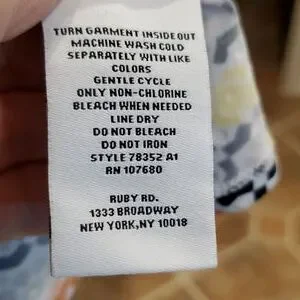 TURN GARMENT INSIDE OUT
MACHINE WASH COLD
SEPARATELY WITH LIKE
COLORS
GENTLE CYCLE
ONLY NON-CHLORINE
BLEACH WHEN NEEDED
LINE DRY
DO NOT BLEACH
DO NOT IRON
STYLE 78352 A1
RN 107680
RUBY RD.
1333 BROADWAY
NEW YORK,NY 10018